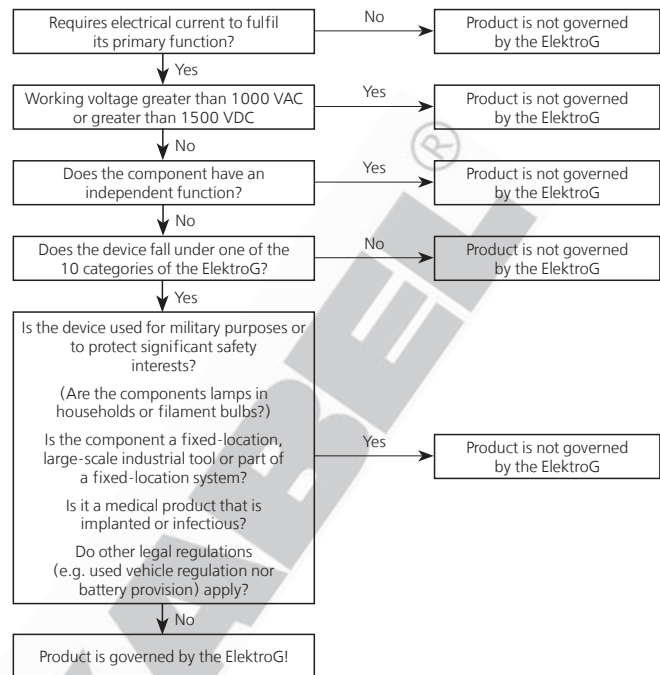 Requires electrical current to fulfil
its primary function?
No
Product is not governed
by the ElektroG
Yes
Working voltage greater than 1000 VAC
or greater than 1500 VDC
Yes
Product is not governed
by the ElektroG
No
Does the component have an
independent function?
Yes
Product is not governed
by the ElektroG
No
Does the device fall under one of the
10 categories of the ElektroG?
No
Product is not governed
by the ElektroG
Yes
Is the device used for military purposes or
to protect significant safety
interests?
(Are the components lamps in
households or filament bulbs?)
Is the component a fixed-location,
large-scale industrial tool or part of
a fixed-location system?
Is it a medical product that is
implanted or infectious?
Do other legal regulations
(e.g. used vehicle regulation nor
battery provision) apply?
Yes
Product is not governed
by the ElektroG
No
Product is governed by the ElektroG!
ABEL®